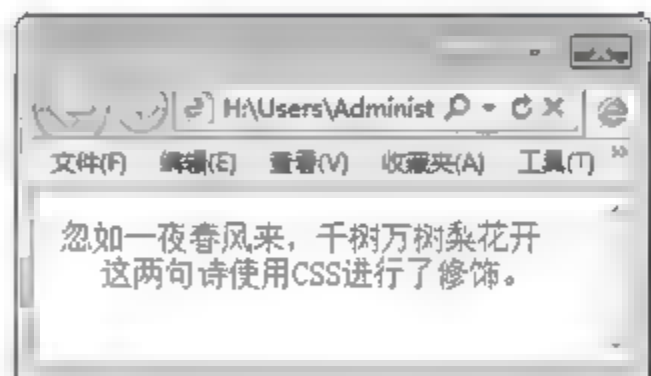 H:\Users\Administ
文件(F) 编辑(E) 查看(V) 收藏夹(A) 工具(T)
忽如一夜春风来，千树万树梨花开
这两句诗使用CSS进行了修饰。